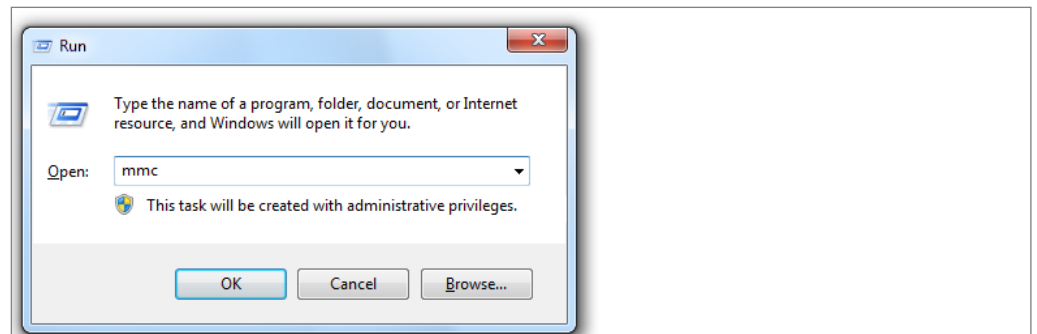 Run
Type the name of a program, folder, document, or Internet
resource, and Windows will open it for you.
Open: mmc
This task will be created with administrative privileges.
OK Cancel Browse...